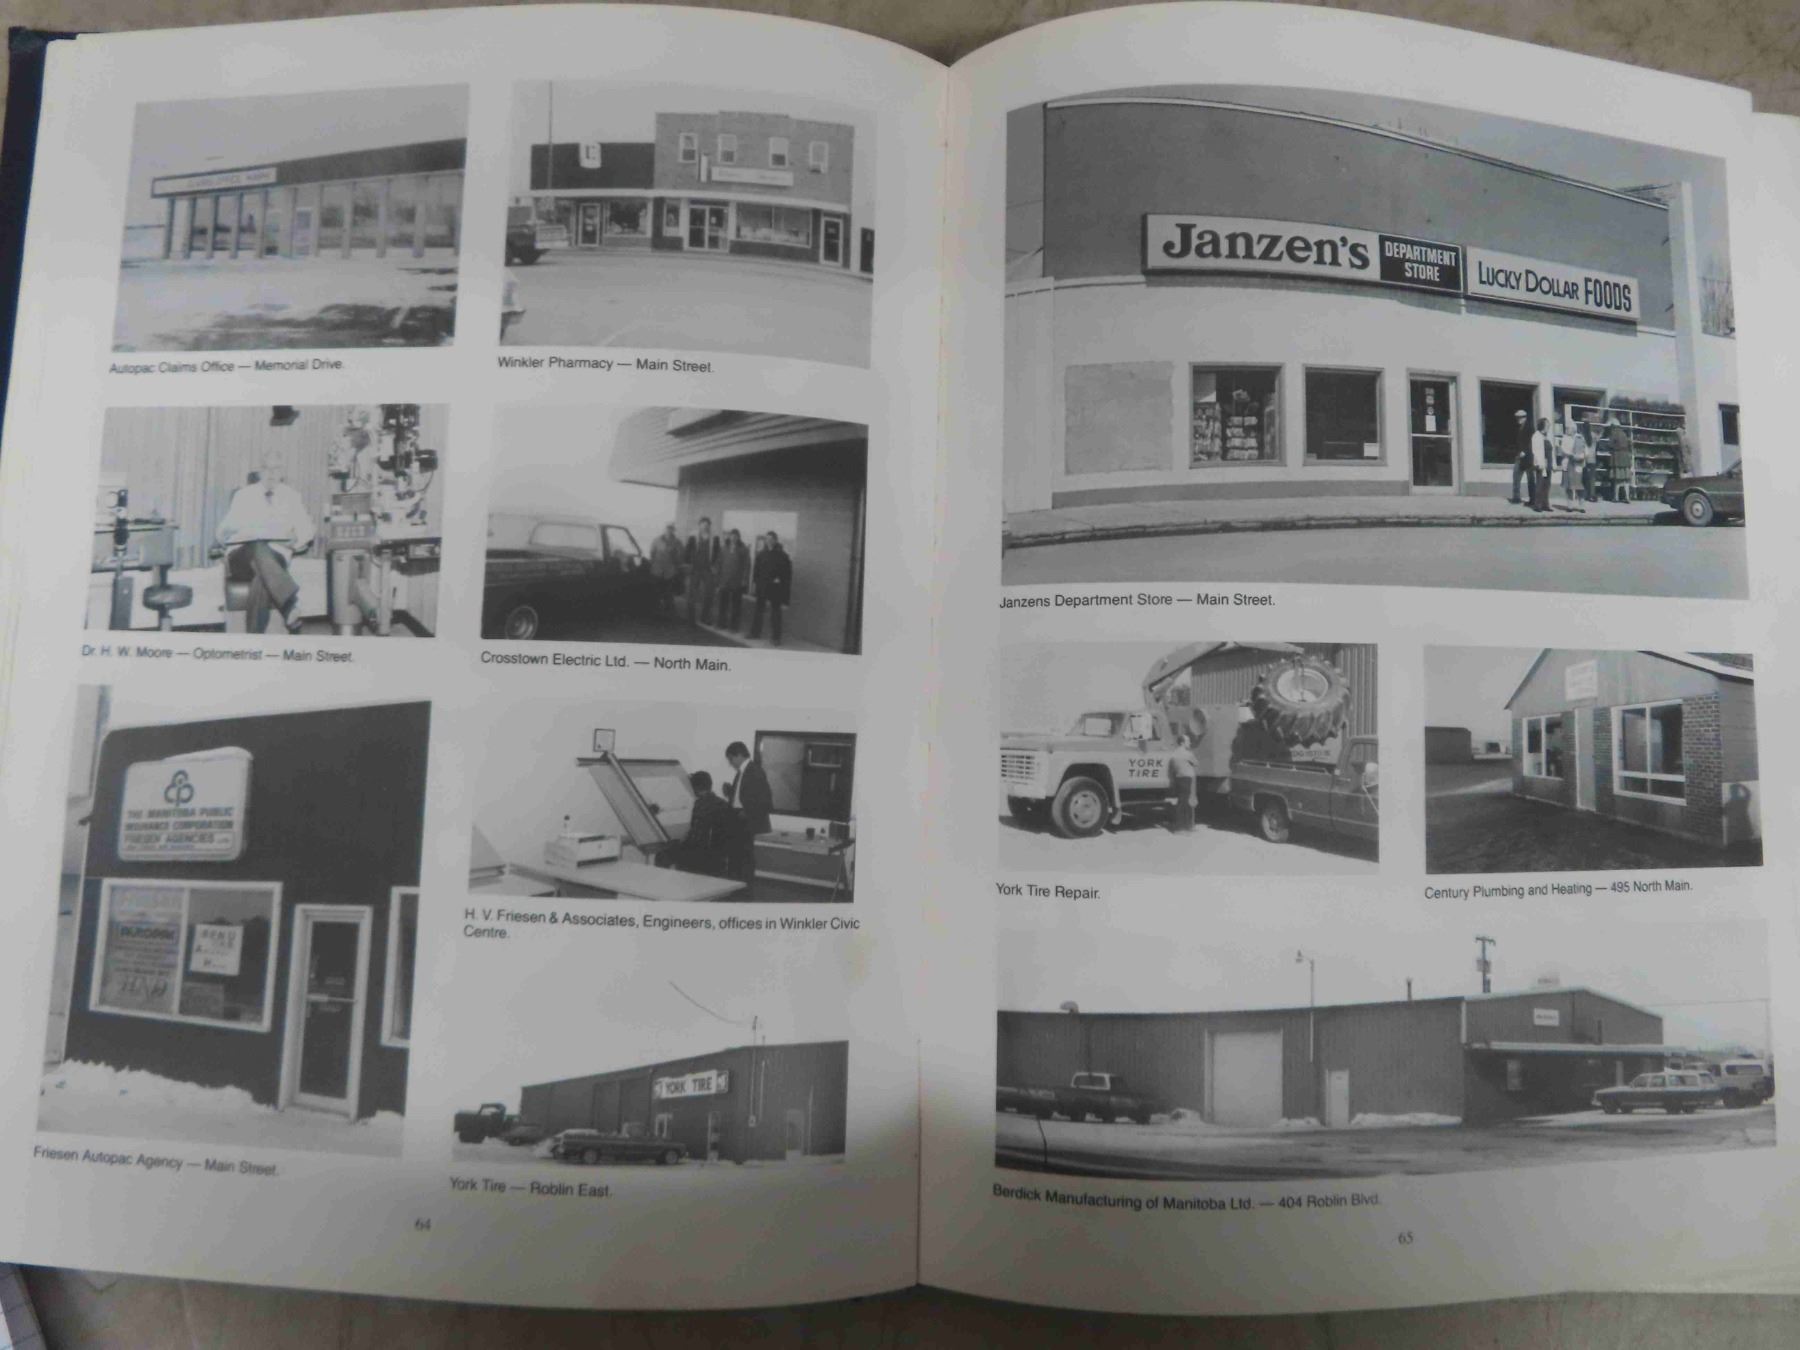 Autopac Claims Office — Memorial Drive.
E
Winkler Pharmacy — Main Street.
Dr. H. W. Moore — Optometrist — Main Street.
Crosstown Electric Ltd. — North Main.
THE MANITOBA PUBLIC
INSURANCE CORPORATION
FRIESEN AGENCIES
AUTOPAK
Friesen Autopac Agency — Main Street.
H. V. Friesen & Associates, Engineers, offices in Winkler Civic
Centre.
YORK TIRE
York Tire — Roblin East.
64
Janzen's DEPARTMENT
STORE
LUCKY DOLLAR FOODS
Janzens Department Store — Main Street.
YORK
TIRE
York Tire Repair.
Century Plumbing and Heating — 495 North Main.
Berdick Manufacturing of Manitoba Ltd. — 404 Roblin Blvd.
65